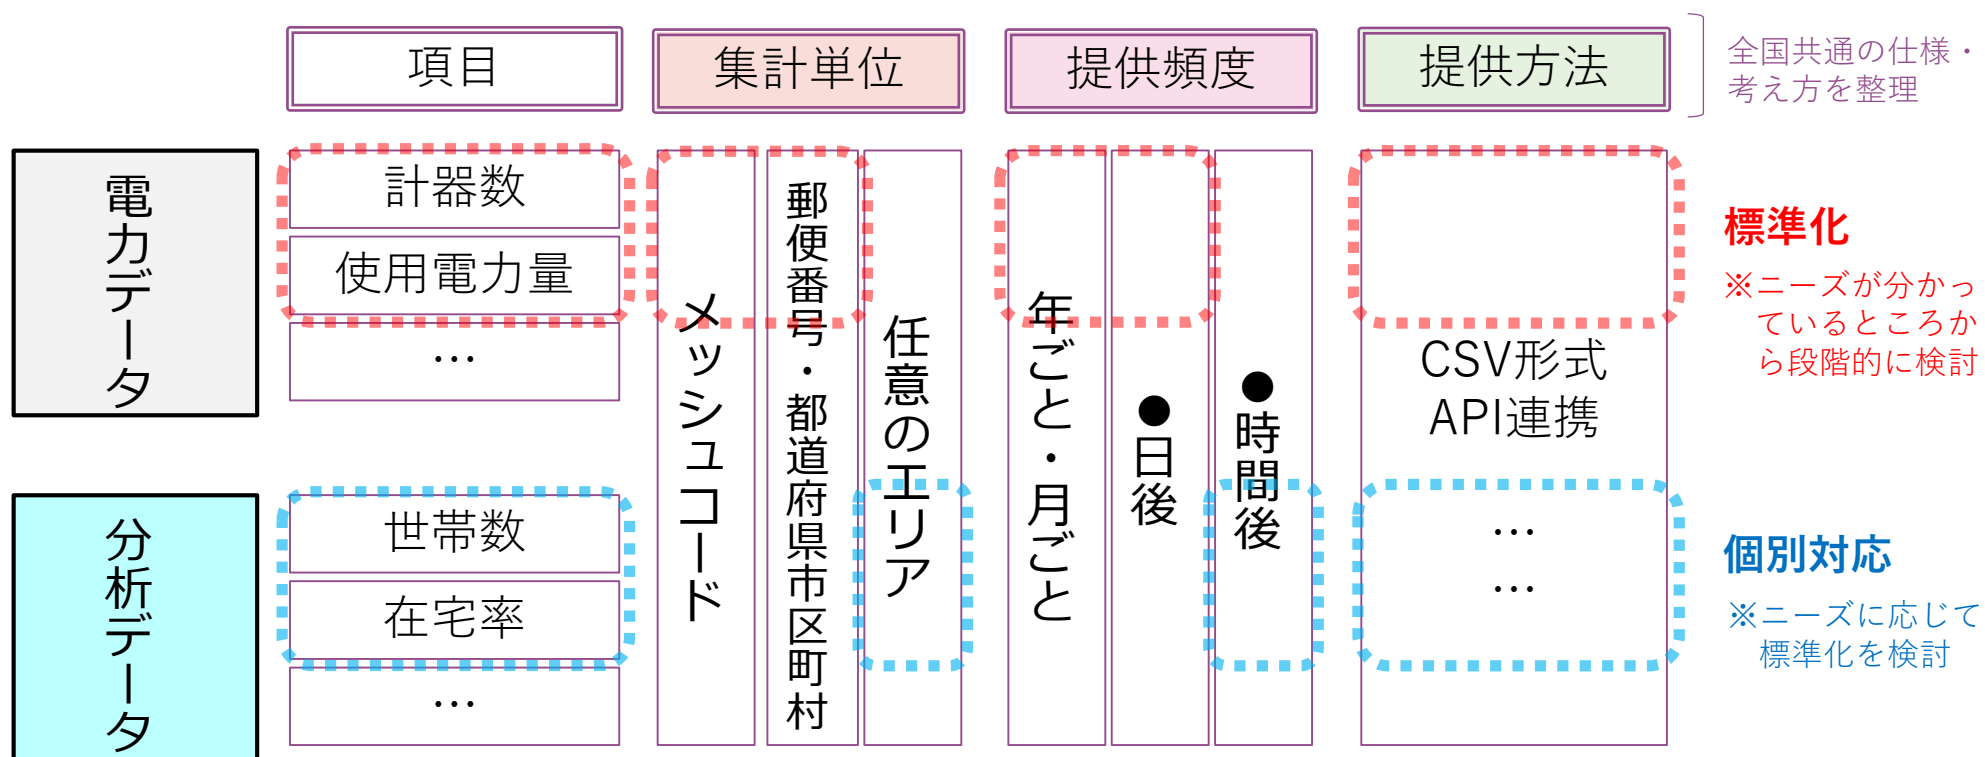 項目
集計単位
提供頻度
提供方法
全国共通の仕様・
考え方を整理
電力データ
計器数
使用電力量
…
メッシュコード
郵便番号・都道府県市区町村
任意のエリア
年ごと・月ごと
●日後
●時間後
CSV形式
API連携
…
…
標準化
※ニーズが分かっ
ているところか
ら段階的に検討
分析データ
世帯数
在宅率
…
個別対応
※ニーズに応じて
標準化を検討